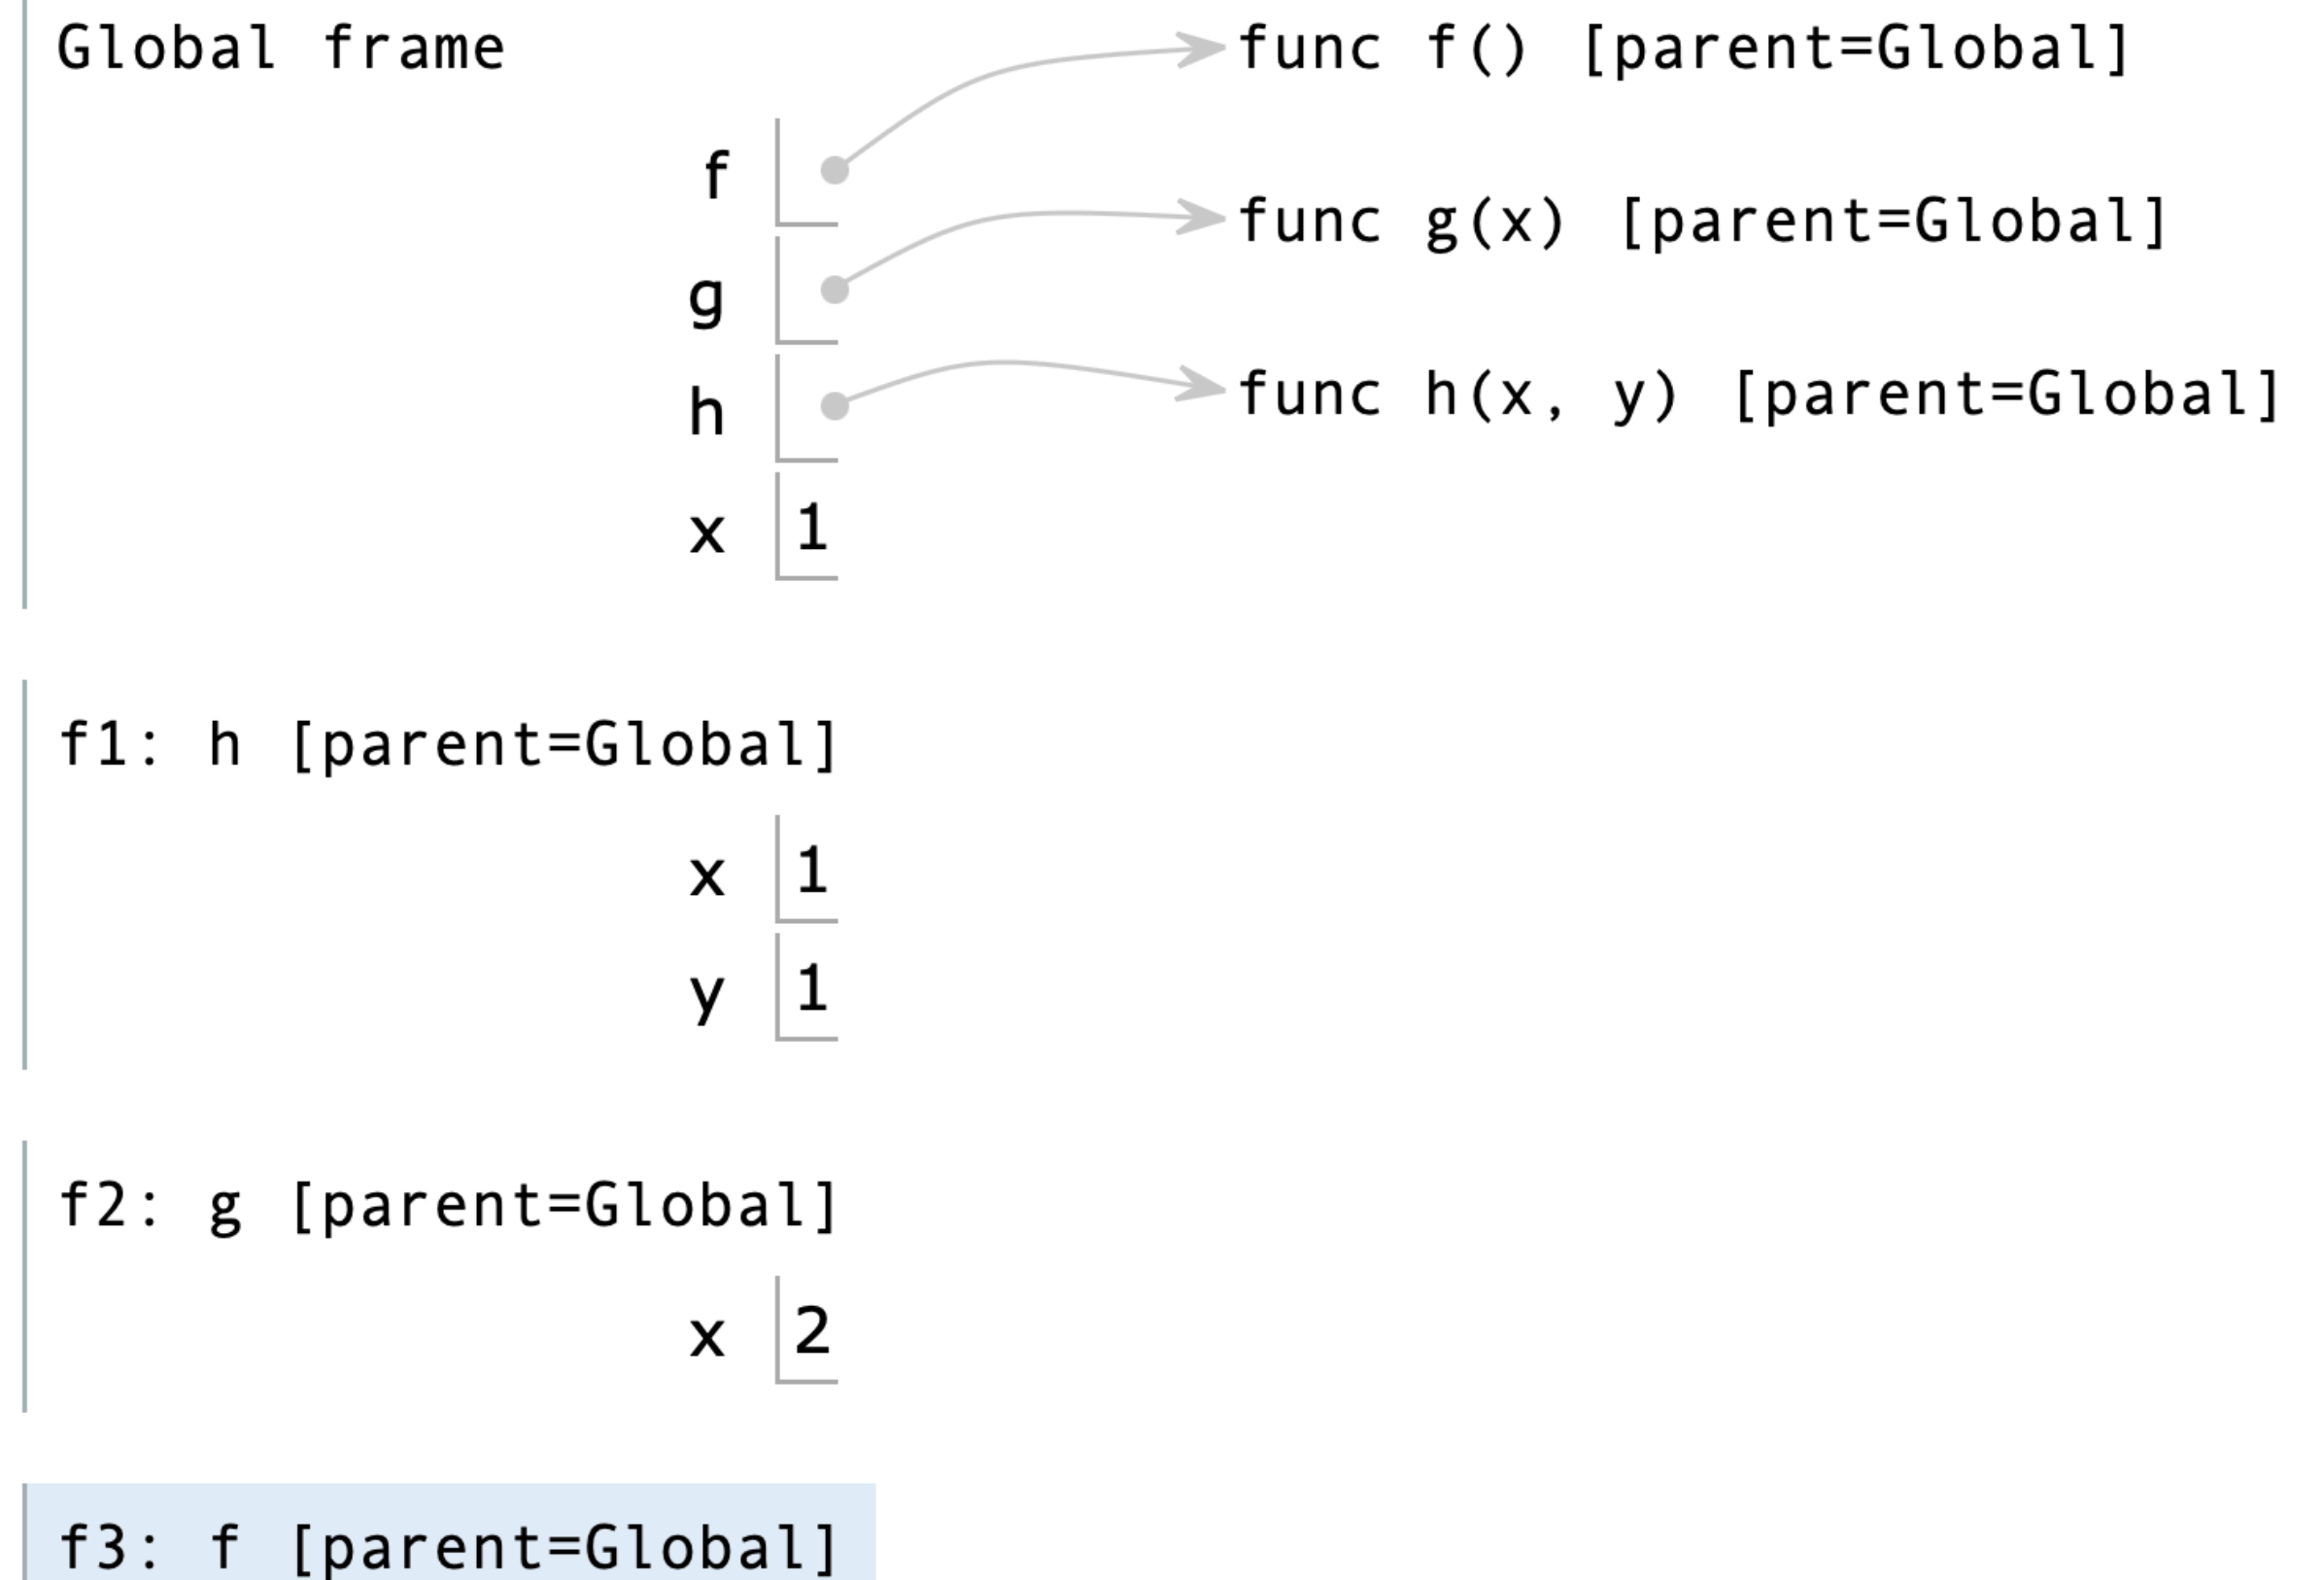 Global frame
func f() [parent=Global]
f
func g(x) [parent=Global]
g
func h(x, y) [parent=Global]
h
x 1
f1: h [parent=Global]
x 1
y 1
f2: g [parent=Global]
x 2
f3: f [parent=Global]